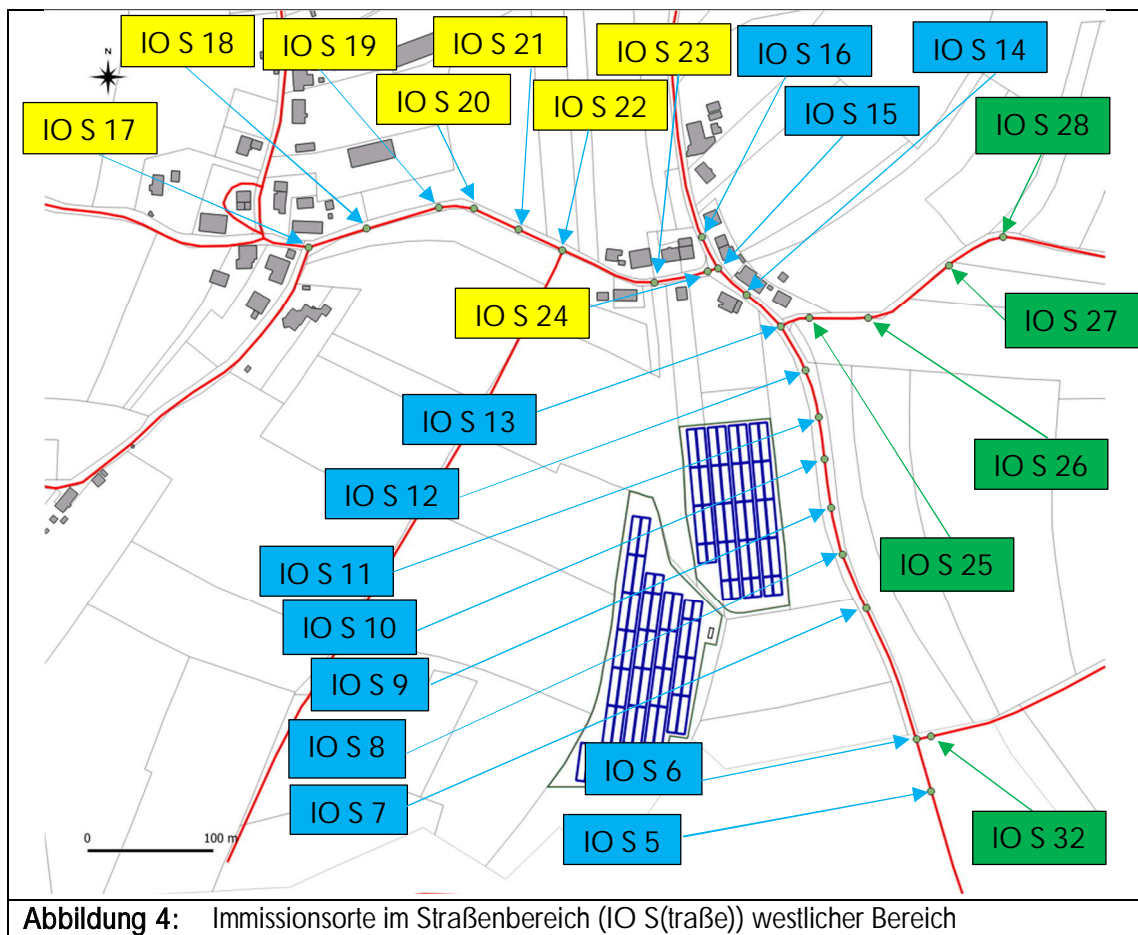 IO S 18
IO S 19
IO S 21
IO S 23
IO S 16
IO S 14
N
IO S 20
IO S 22
IO S 15
IO S 17
IO S 28
IO S 24
IO S 27
IO S 13
IO S 12
IO S 26
IO S 11
IO S 25
IO S 10
IO S 9
IO S 8
IO S 6
IO S 7
IO S 5
IO S 32
0 100 m
Abbildung 4: Immissionsorte im Straßenbereich (IO S(traße)) westlicher Bereich